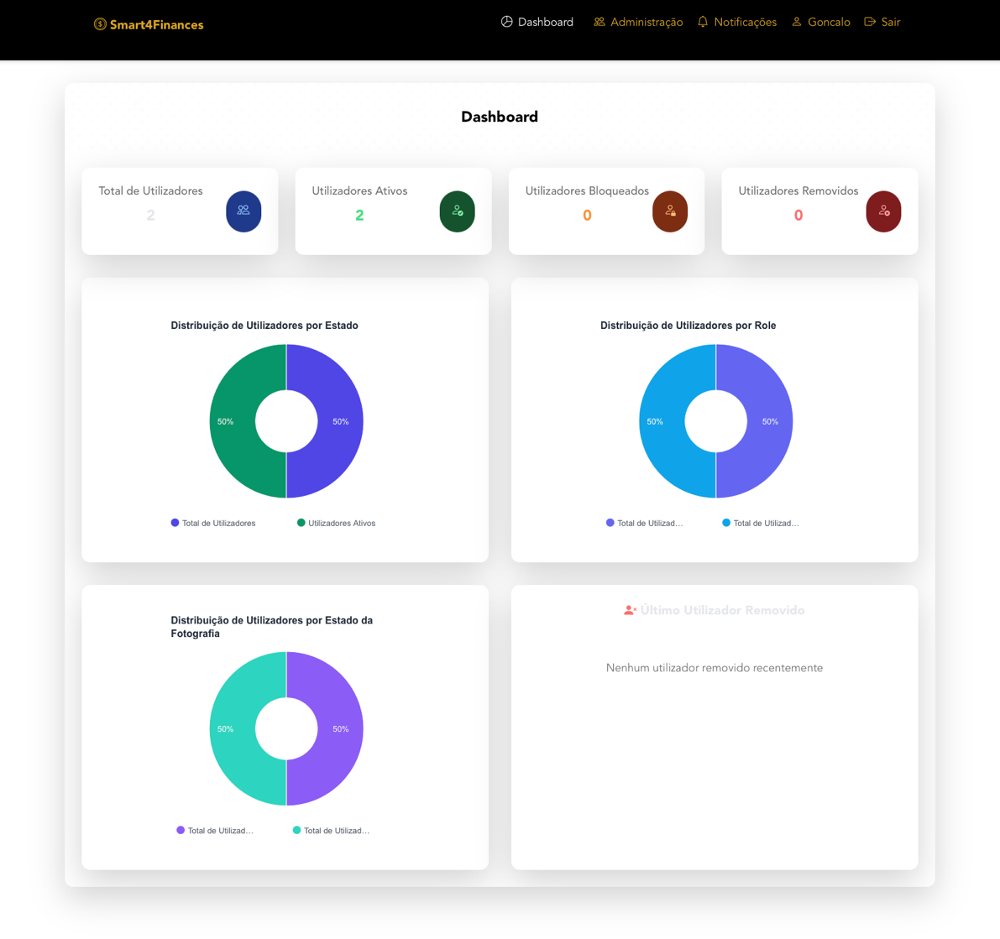 Smart4Finances
Dashboard
Administração
Notificações
Goncalo
Sair
Dashboard
Total de Utilizadores
2
Utilizadores Ativos
2
Utilizadores Bloqueados
0
Utilizadores Removidos
0
Distribuição de Utilizadores por Estado
50%
50%
Total de Utilizadores
Utilizadores Ativos
Distribuição de Utilizadores por Role
50%
50%
Total de Utilizad…
Total de Utilizad…
Distribuição de Utilizadores por Estado da
Fotografia
50%
50%
Total de Utilizad…
Total de Utilizad…
Último Utilizador Removido
Nenhum utilizador removido recentemente